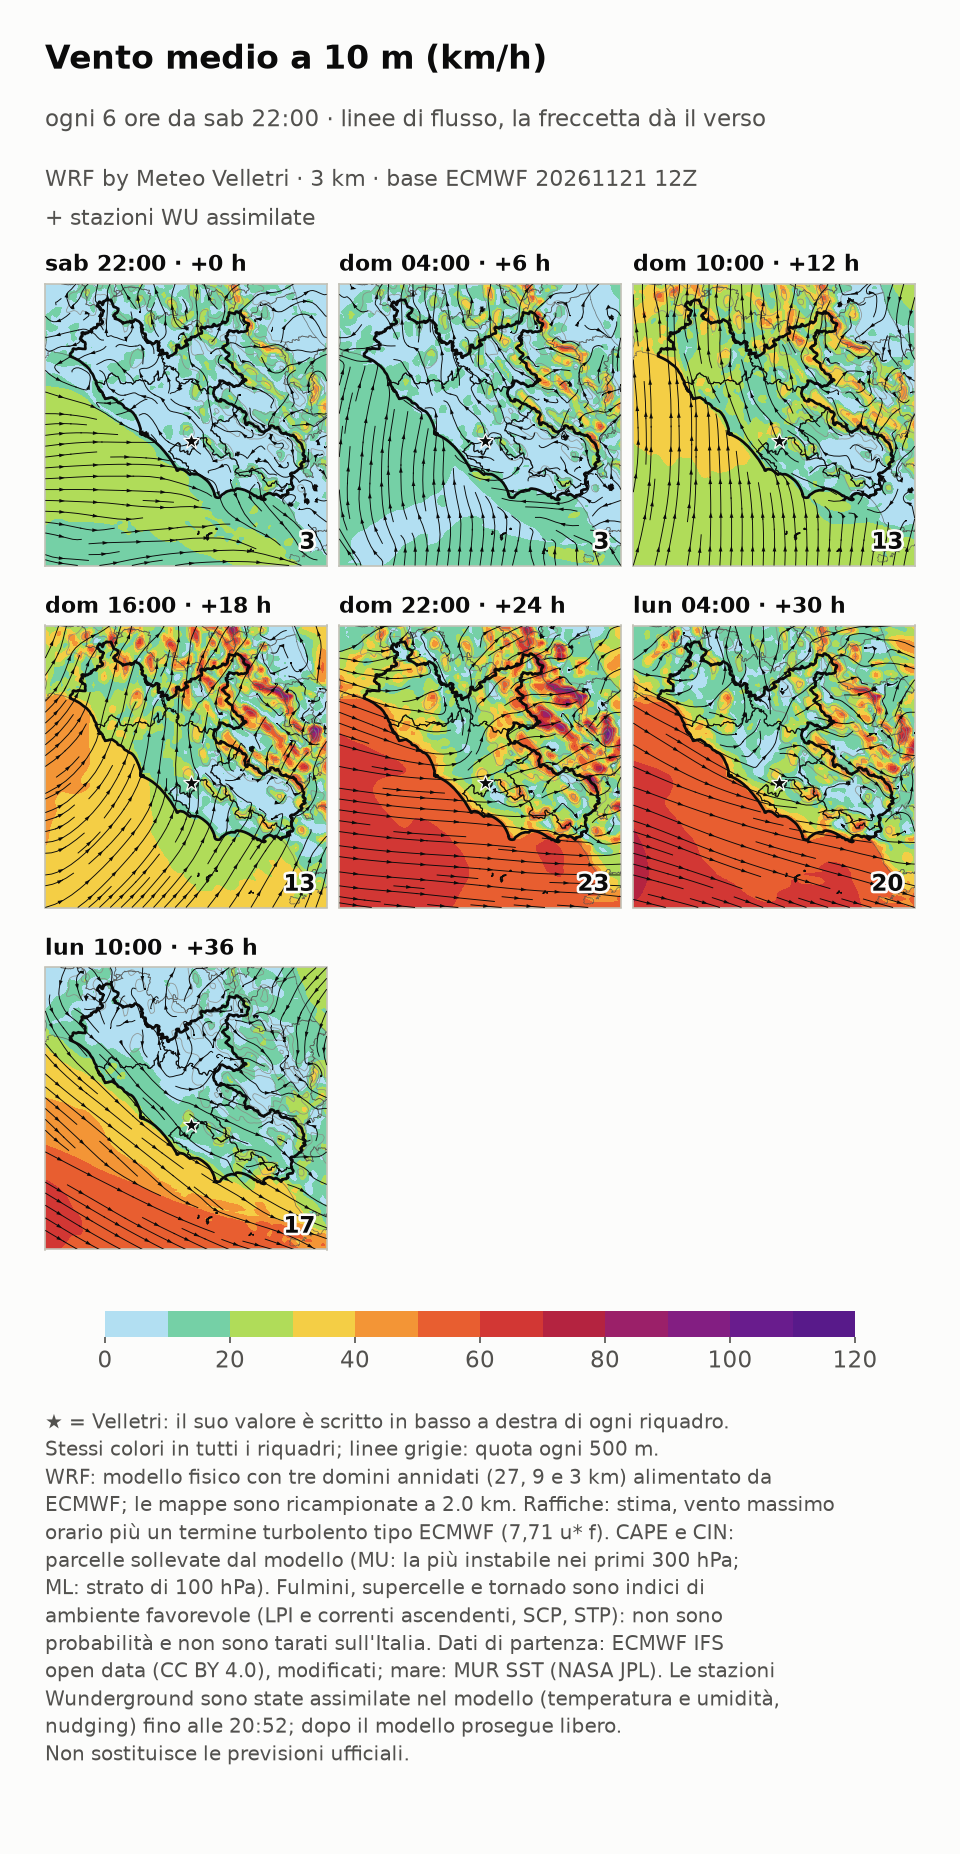 Vento medio a 10 m (km/h)
ogni 6 ore da sab 22:00 · linee di flusso, la freccetta dà il verso
WRF by Meteo Velletri · 3 km · base ECMWF 20261121 12Z
+ stazioni WU assimilate
sab 22:00 · +0 h
dom 04:00 · +6 h
dom 10:00 · +12 h
3
3
13
dom 16:00 · +18 h
dom 22:00 · +24 h
lun 04:00 · +30 h
13
23
20
lun 10:00 · +36 h
17
0 20 40 60 80 100 120
★ = Velletri: il suo valore è scritto in basso a destra di ogni riquadro.
Stessi colori in tutti i riquadri; linee grigie: quota ogni 500 m.
WRF: modello fisico con tre domini annidati (27, 9 e 3 km) alimentato da
ECMWF; le mappe sono ricampionate a 2.0 km. Raffiche: stima, vento massimo
orario più un termine turbolento tipo ECMWF (7,71 u* f). CAPE e CIN:
parcelle sollevate dal modello (MU: la più instabile nei primi 300 hPa;
ML: strato di 100 hPa). Fulmini, supercelle e tornado sono indici di
ambiente favorevole (LPI e correnti ascendenti, SCP, STP): non sono
probabilità e non sono tarati sull'Italia. Dati di partenza: ECMWF IFS
open data (CC BY 4.0), modificati; mare: MUR SST (NASA JPL). Le stazioni
Wunderground sono state assimilate nel modello (temperatura e umidità,
nudging) fino alle 20:52; dopo il modello prosegue libero.
Non sostituisce le previsioni ufficiali.